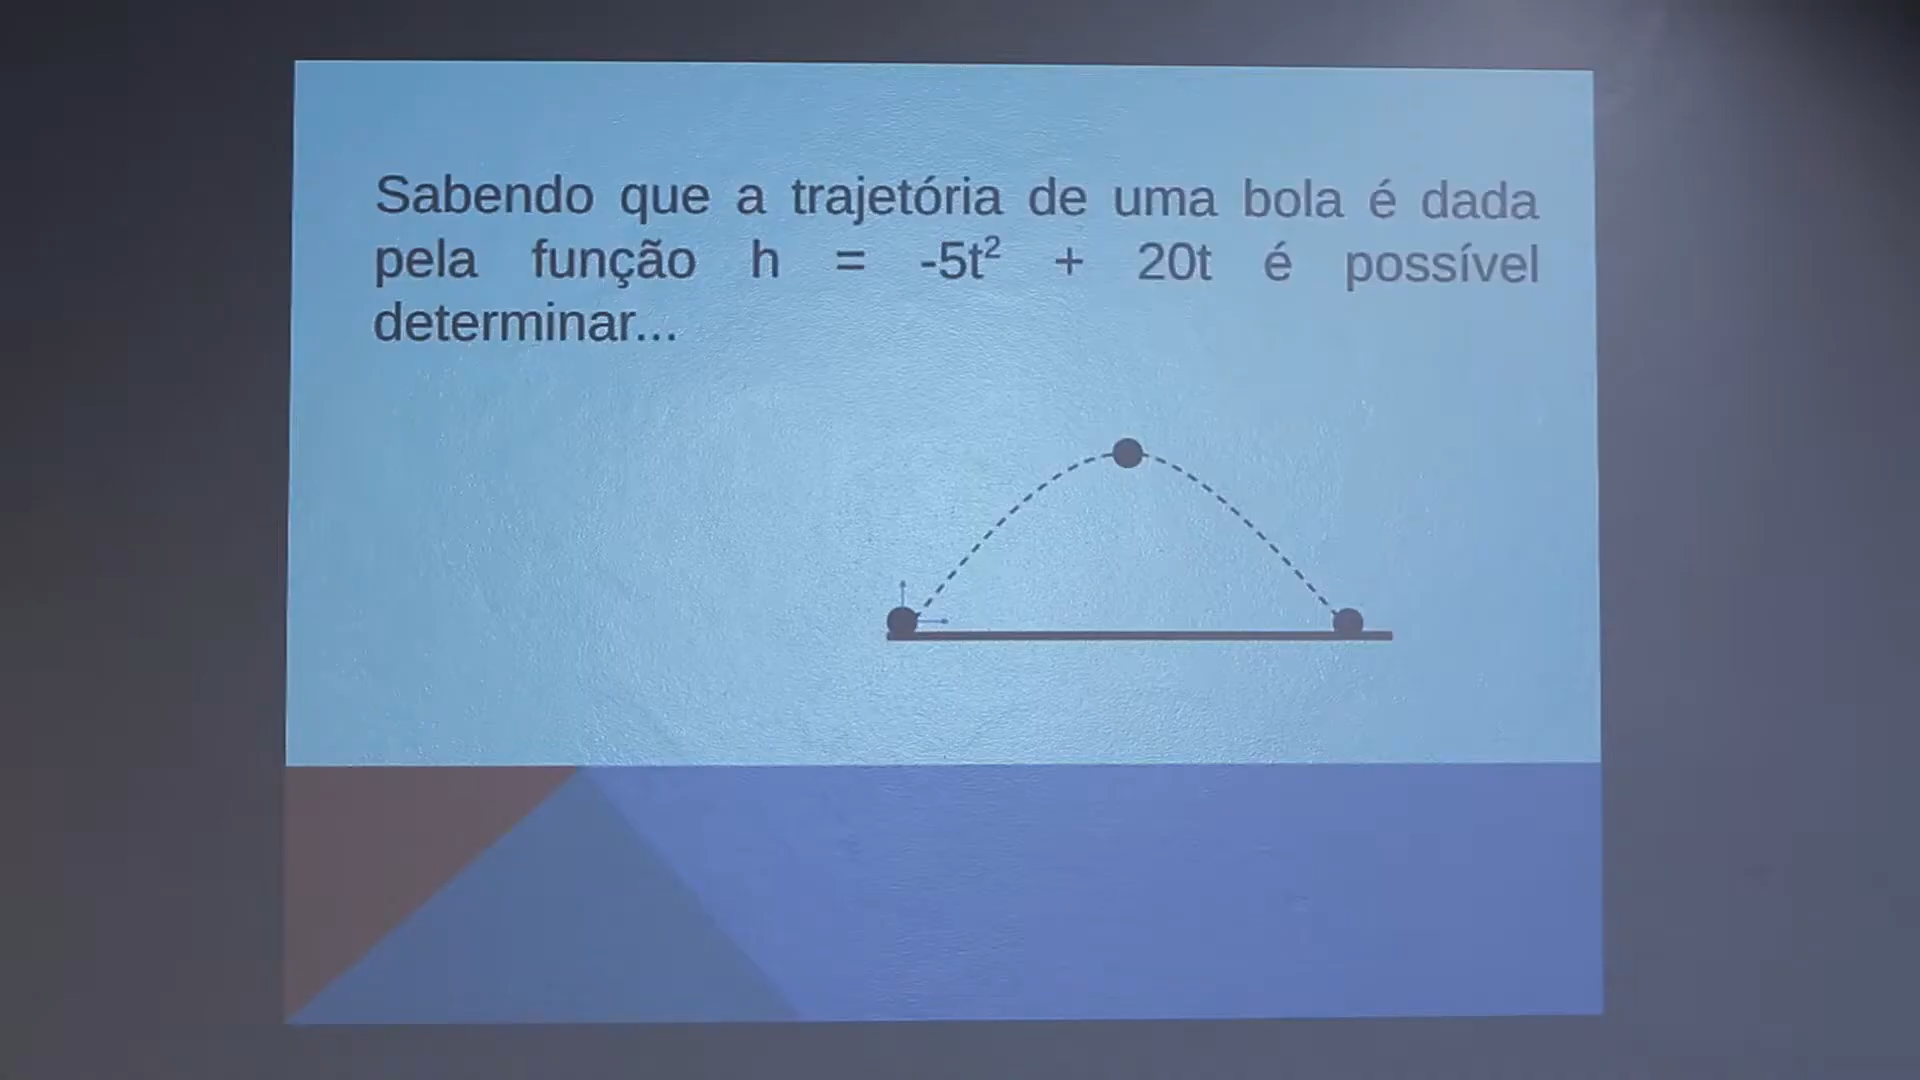 Sabendo que a trajetória de uma bola é dada
pela função h = -5t² + 20t é possível
determinar...